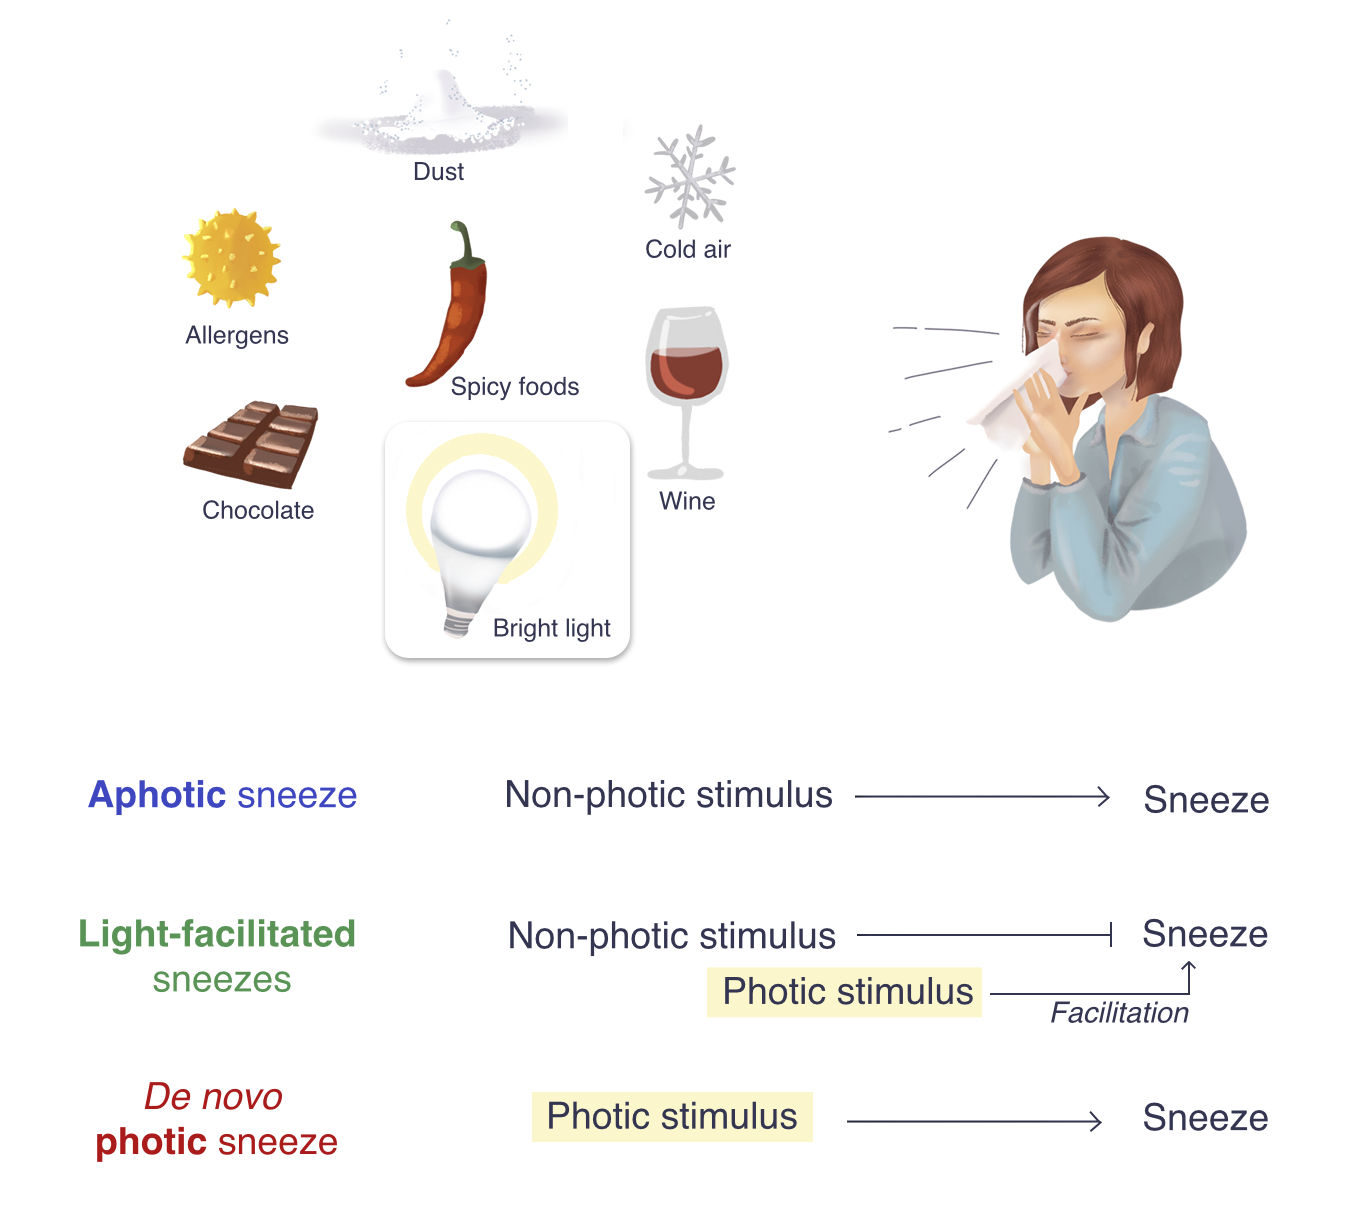 Dust
Cold air
Allergens
Spicy foods
Wine
Chocolate
Bright light
Aphotic sneeze
Non-photic stimulus
Sneeze
Light-facilitated
sneezes
Non-photic stimulus
Sneeze
Photic stimulus
Facilitation
De novo
photic sneeze
Photic stimulus
Sneeze